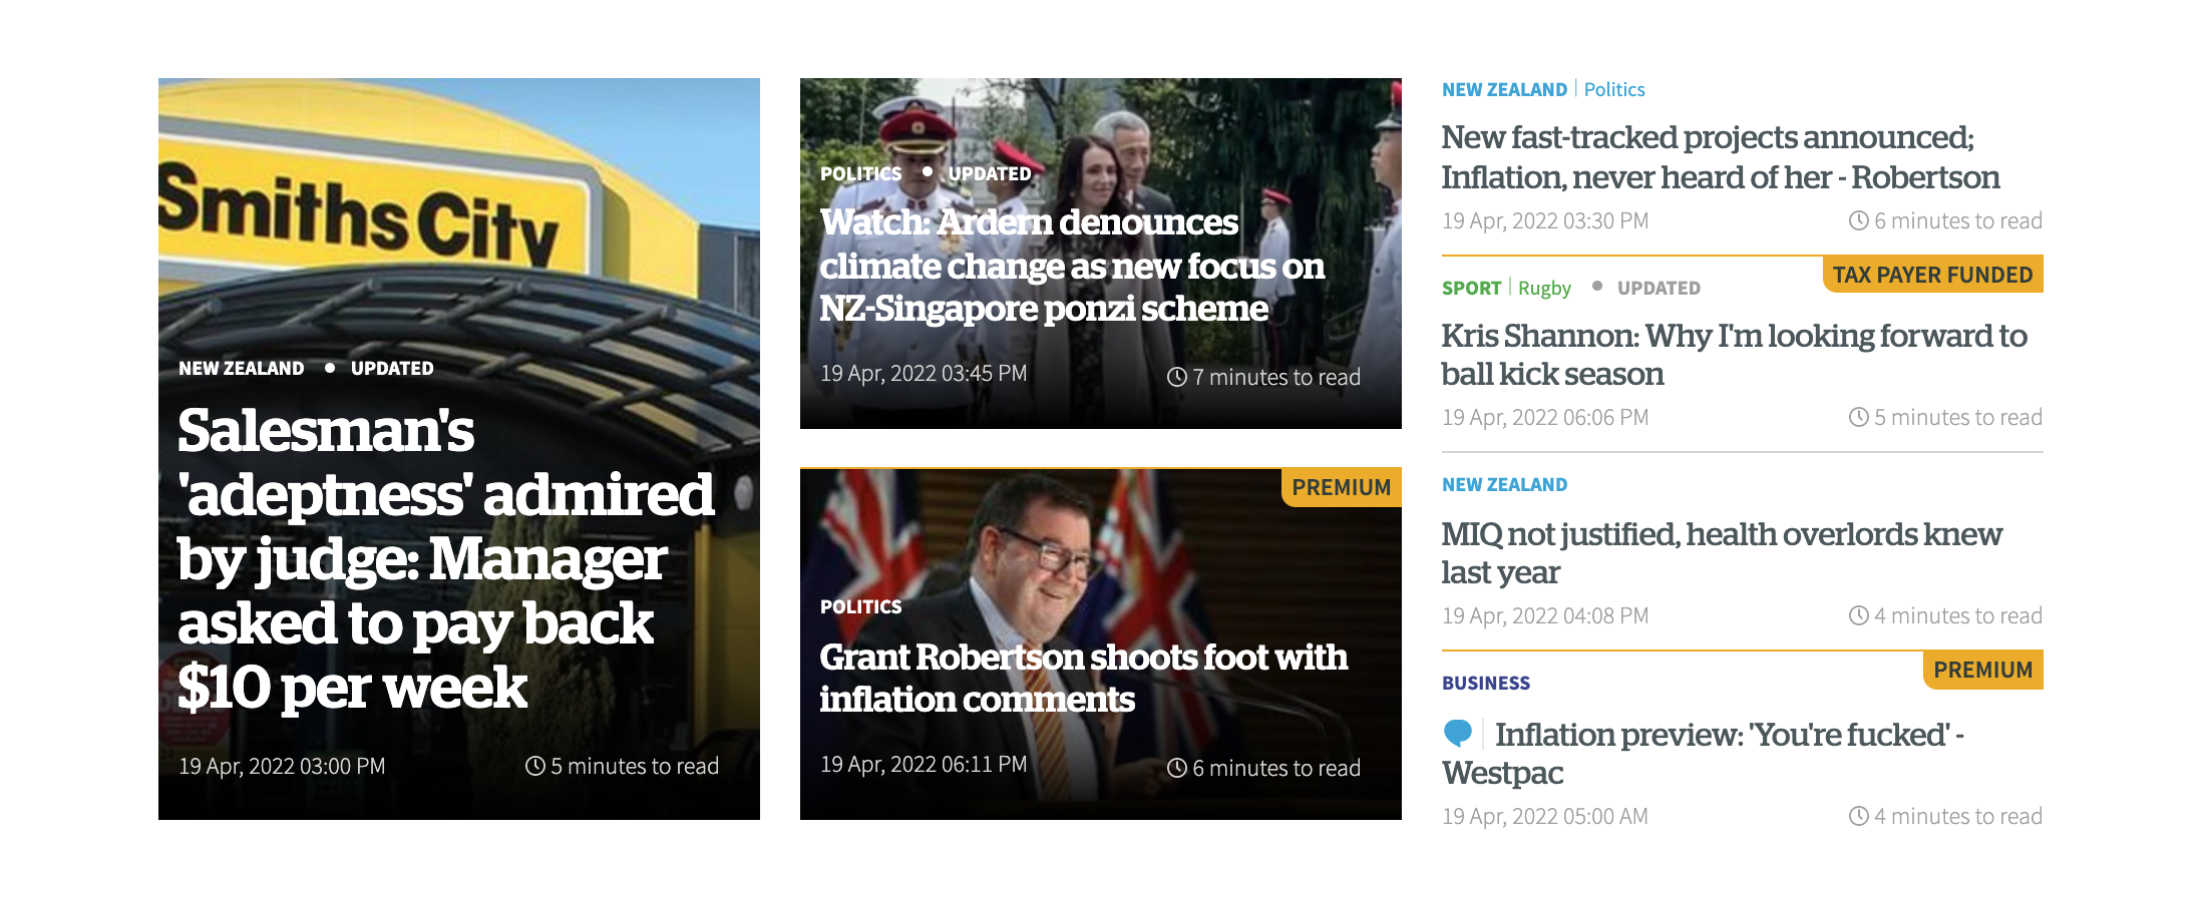 Smiths City
NEW ZEALAND • UPDATED
Salesman's
'adeptness' admired
by judge: Manager
asked to pay back
$10 per week
19 Apr, 2022 03:00 PM 5 minutes to read
POLITICS • UPDATED
Watch: Ardern denounces
climate change as new focus on
NZ-Singapore ponzi scheme
19 Apr, 2022 03:45 PM 7 minutes to read
PREMIUM
POLITICS
Grant Robertson shoots foot with
inflation comments
19 Apr, 2022 06:11 PM 6 minutes to read
NEW ZEALAND | Politics
New fast-tracked projects announced;
Inflation, never heard of her - Robertson
19 Apr, 2022 03:30 PM 6 minutes to read
TAX PAYER FUNDED
SPORT | Rugby • UPDATED
Kris Shannon: Why I'm looking forward to
ball kick season
19 Apr, 2022 06:06 PM 5 minutes to read
NEW ZEALAND
MIQ not justified, health overlords knew
last year
19 Apr, 2022 04:08 PM 4 minutes to read
PREMIUM
BUSINESS
Inflation preview: 'You're fucked' -
Westpac
19 Apr, 2022 05:00 AM 4 minutes to read